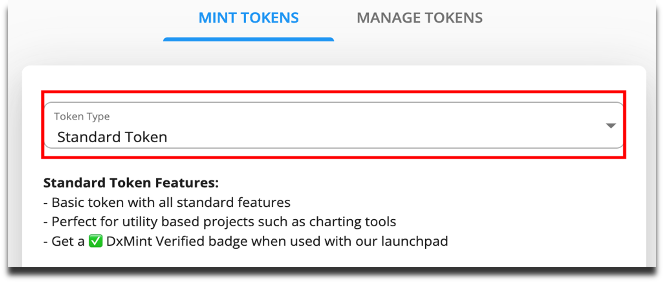 MINT TOKENS MANAGE TOKENS
Token Type
Standard Token
Standard Token Features:
- Basic token with all standard features
- Perfect for utility based projects such as charting tools
- Get a ✅ DxMint Verified badge when used with our launchpad